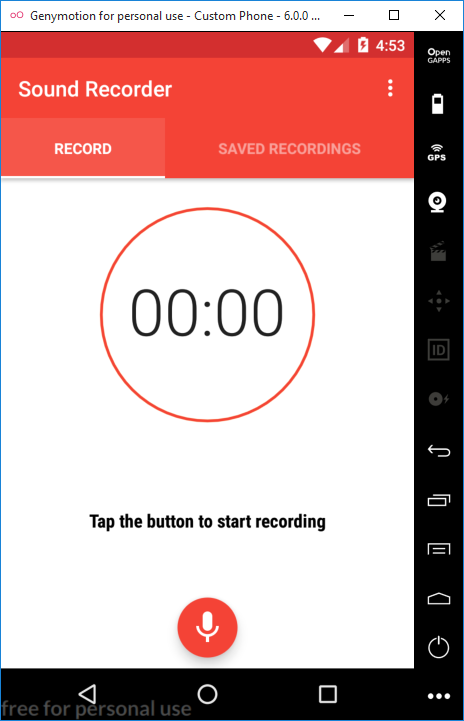 Genymotion for personal use - Custom Phone - 6.0.0 ...
4:53
Open
GAPPS
Sound Recorder
GPS
RECORD
SAVED RECORDINGS
00:00
ID
Tap the button to start recording
free for personal use